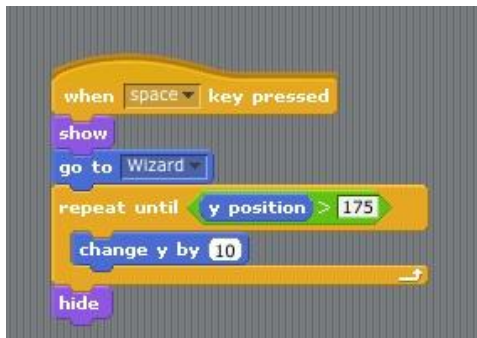 when space key pressed
show
go to Wizard
repeat until y position > 175
change y by 10
hide